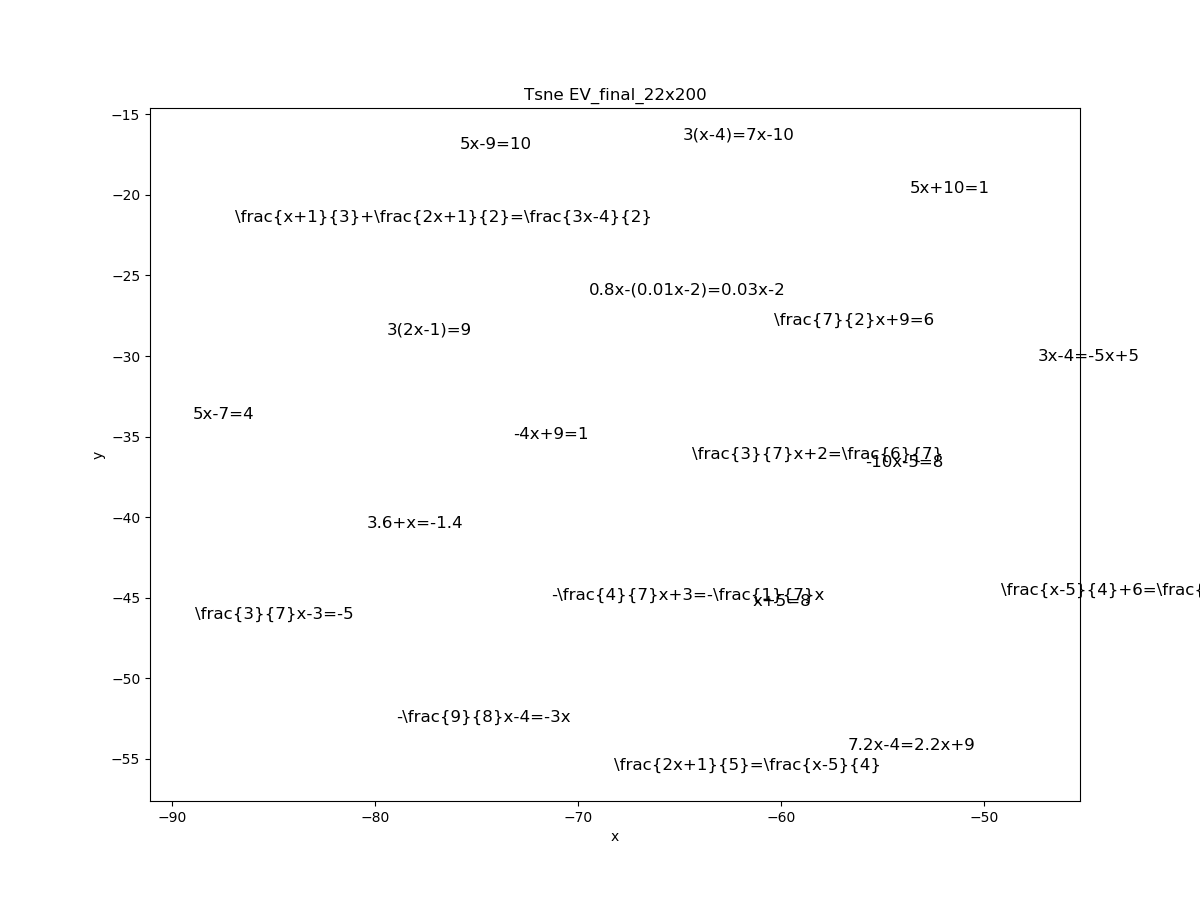 Tsne EV_final_22x200
−15
5x-9=10
3(x-4)=7x-10
−20
5x+10=1
\frac{x+1}{3}+\frac{2x+1}{2}=\frac{3x-4}{2}
−25
0.8x-(0.01x-2)=0.03x-2
\frac{7}{2}x+9=6
3(2x-1)=9
−30
3x-4=-5x+5
5x-7=4
−35
-4x+9=1
\frac{3}{7}x+2=\frac{6}{7}
-10x-5=8
y
−40
3.6+x=-1.4
−45
-\frac{4}{7}x+3=-\frac{1}{7}x
x+5=8
\frac{x-5}{4}+6=\frac{
\frac{3}{7}x-3=-5
−50
-\frac{9}{8}x-4=-3x
7.2x-4=2.2x+9
−55
\frac{2x+1}{5}=\frac{x-5}{4}
−90 −80 −70 −60 −50
x